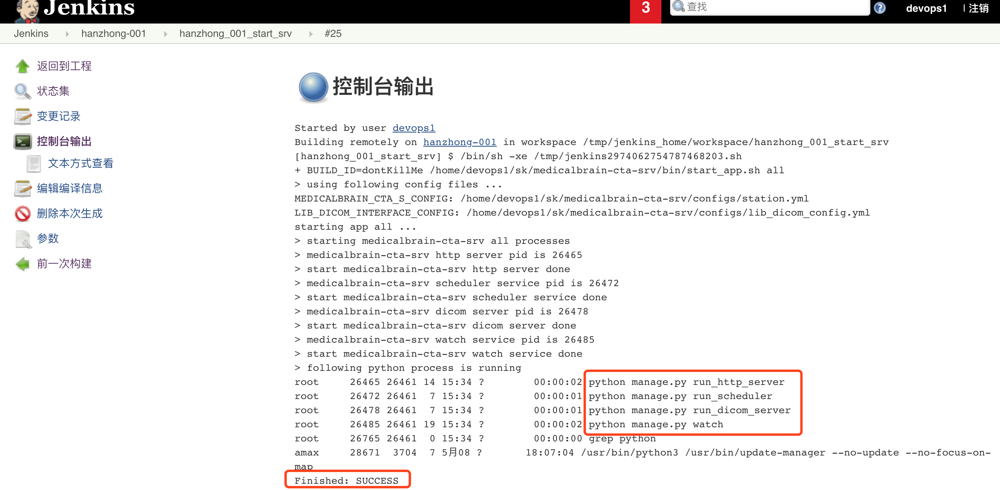 Jenkins
3
查找
devops1
注销
Jenkins
hanzhong-001
hanzhong_001_start_srv
#25
返回到工程
状态集
变更记录
控制台输出
文本方式查看
编辑编译信息
删除本次生成
参数
前一次构建
控制台输出
Started by user devops1
Building remotely on hanzhong-001 in workspace /tmp/jenkins_home/workspace/hanzhong_001_start_srv
[hanzhong_001_start_srv] $ /bin/sh -xe /tmp/jenkins2974062754787468203.sh
+ BUILD_ID=dontKillMe /home/devops1/sk/medicalbrain-cta-srv/bin/start_app.sh all
> using following config files ...
MEDICALBRAIN_CTA_S_CONFIG: /home/devops1/sk/medicalbrain-cta-srv/configs/station.yml
LIB_DICOM_INTERFACE_CONFIG: /home/devops1/sk/medicalbrain-cta-srv/configs/lib_dicom_config.yml
starting app all ...
> starting medicalbrain-cta-srv all processes
> medicalbrain-cta-srv http server pid is 26465
> start medicalbrain-cta-srv http server done
> medicalbrain-cta-srv scheduler service pid is 26472
> start medicalbrain-cta-srv scheduler service done
> medicalbrain-cta-srv dicom server pid is 26478
> start medicalbrain-cta-srv dicom server done
> medicalbrain-cta-srv watch service pid is 26485
> start medicalbrain-cta-srv watch service done
> following python process is running
root 26465 26461 14 15:34 ? 00:00:02 python manage.py run_http_server
root 26472 26461 7 15:34 ? 00:00:01 python manage.py run_scheduler
root 26478 26461 7 15:34 ? 00:00:01 python manage.py run_dicom_server
root 26485 26461 19 15:34 ? 00:00:02 python manage.py watch
root 26765 26461 0 15:34 ? 00:00:00 grep python
amax 28671 3704 7 5月08 ? 18:07:04 /usr/bin/python3 /usr/bin/update-manager --no-update --no-focus-on-
map
Finished: SUCCESS